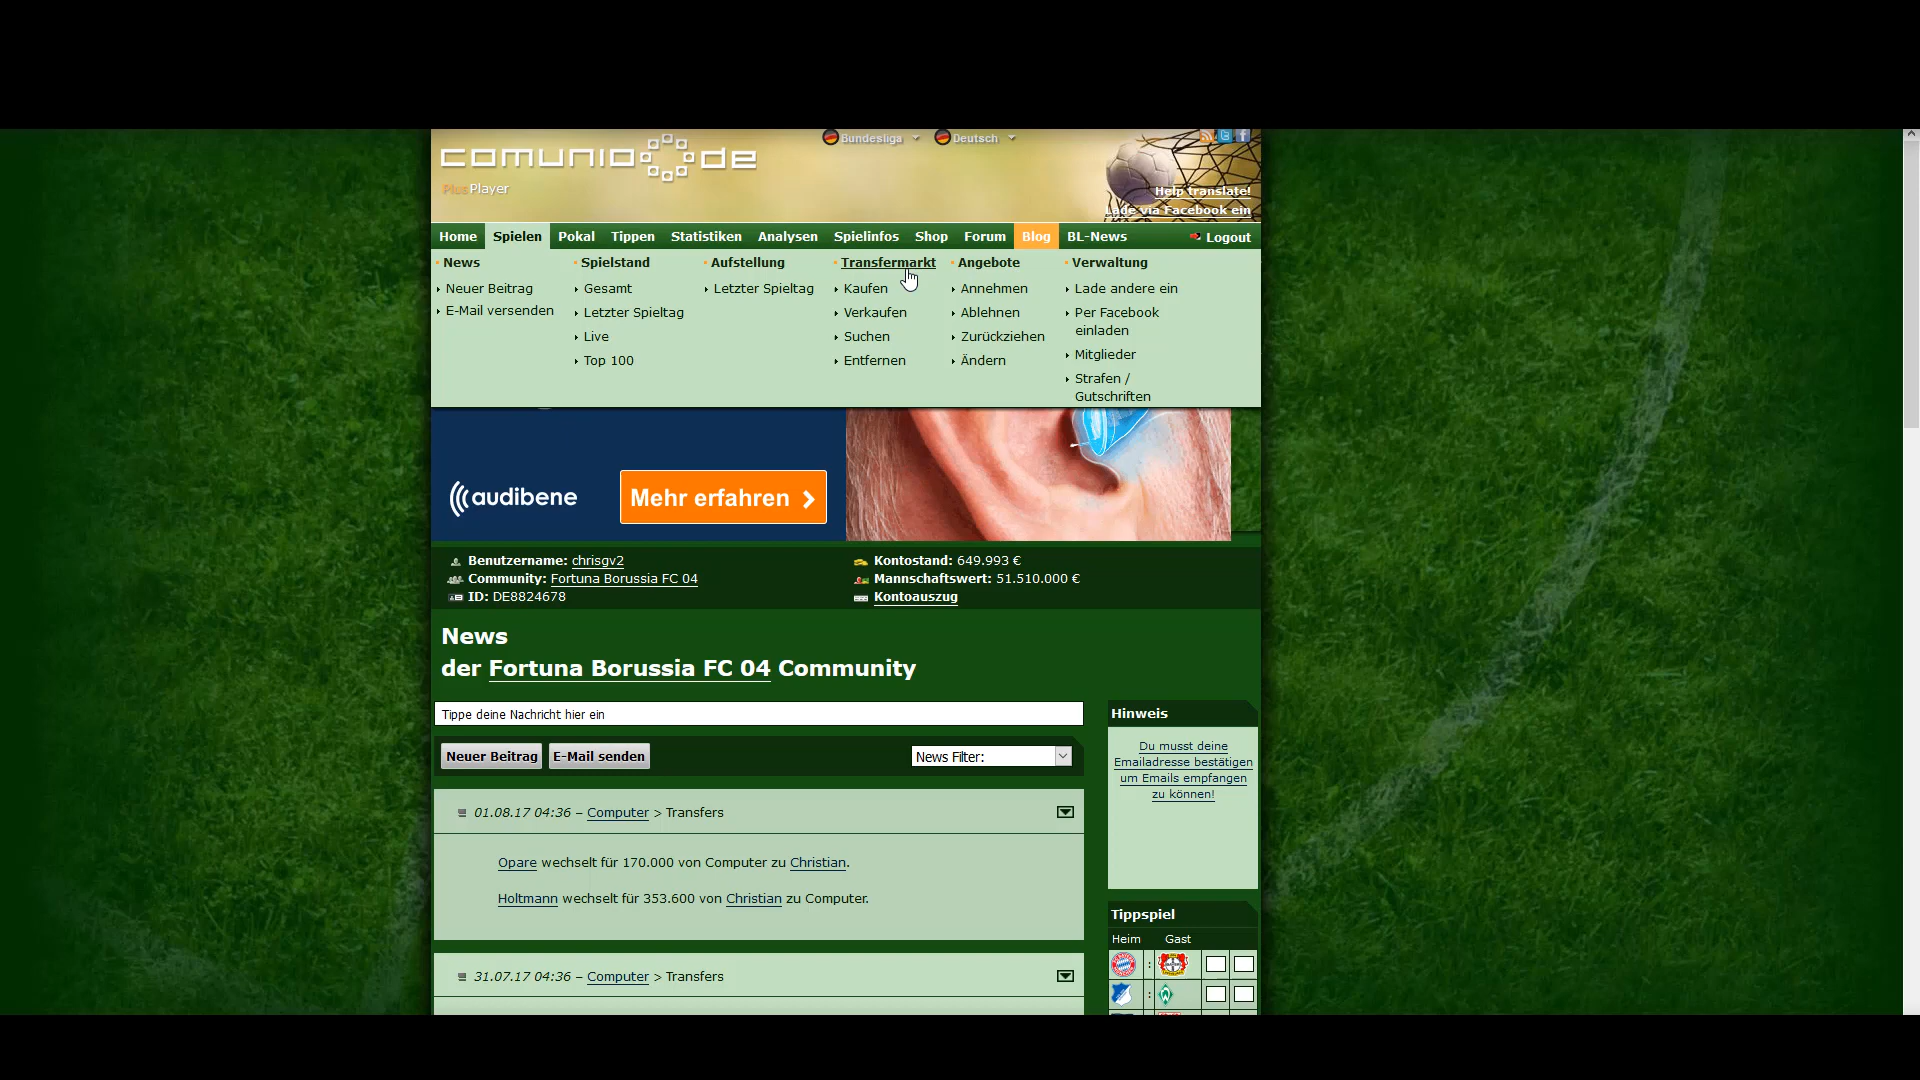 Bundesliga Deutsch
comunio de
PlusPlayer
Help translate!
Lade via Facebook ein
Home Spielen Pokal Tippen Statistiken Analysen Spielinfos Shop Forum Blog BL-News Logout
News Spielstand Aufstellung Transfermarkt Angebote Verwaltung
Neuer Beitrag Gesamt Letzter Spieltag Kaufen Annehmen Lade andere ein
E-Mail versenden Letzter Spieltag Verkaufen Ablehnen Per Facebook
einladen
Live Suchen Zurückziehen
Mitglieder
Top 100 Entfernen Ändern
Strafen /
Gutschriften
audibene Mehr erfahren
Benutzername: chrisgv2 Kontostand: 649.993 €
Community: Fortuna Borussia FC 04 Mannschaftswert: 51.510.000 €
ID: DE8824678 Kontoauszug
News
der Fortuna Borussia FC 04 Community
Tippe deine Nachricht hier ein
Neuer Beitrag E-Mail senden News Filter:
01.08.17 04:36 – Computer > Transfers
Opare wechselt für 170.000 von Computer zu Christian.
Holtmann wechselt für 353.600 von Christian zu Computer.
31.07.17 04:36 – Computer > Transfers
Hinweis
Du musst deine
Emailadresse bestätigen
um Emails empfangen
zu können!
Tippspiel
Heim Gast
:
: